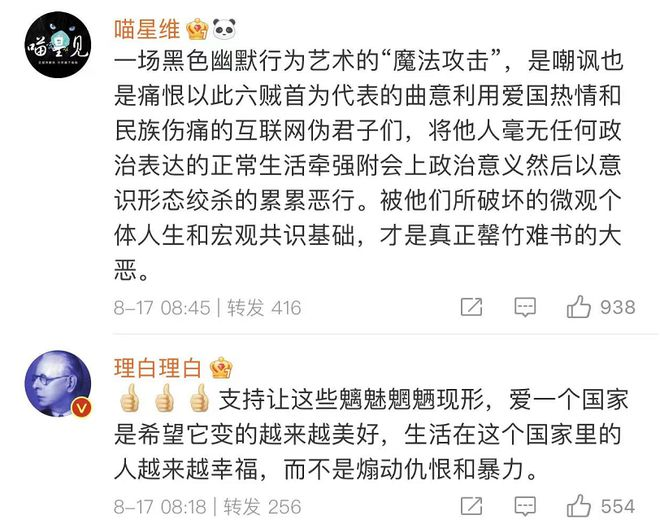 喵星见
喵星维
一场黑色幽默行为艺术的“魔法攻击”，是嘲讽也
是痛恨以此六贼首为代表的曲意利用爱国热情和
民族伤痛的互联网伪君子们，将他人毫无任何政
治表达的正常生活牵强附会上政治意义然后以意
识形态绞杀的累累恶行。被他们所破坏的微观个
体人生和宏观共识基础，才是真正罄竹难书的大
恶。
8-17 08:45 | 转发 416
938
理白理白
支持让这些魑魅魍魉现形，爱一个国家
是希望它变的越来越美好，生活在这个国家里的
人越来越幸福，而不是煽动仇恨和暴力。
8-17 08:18 | 转发 256
554